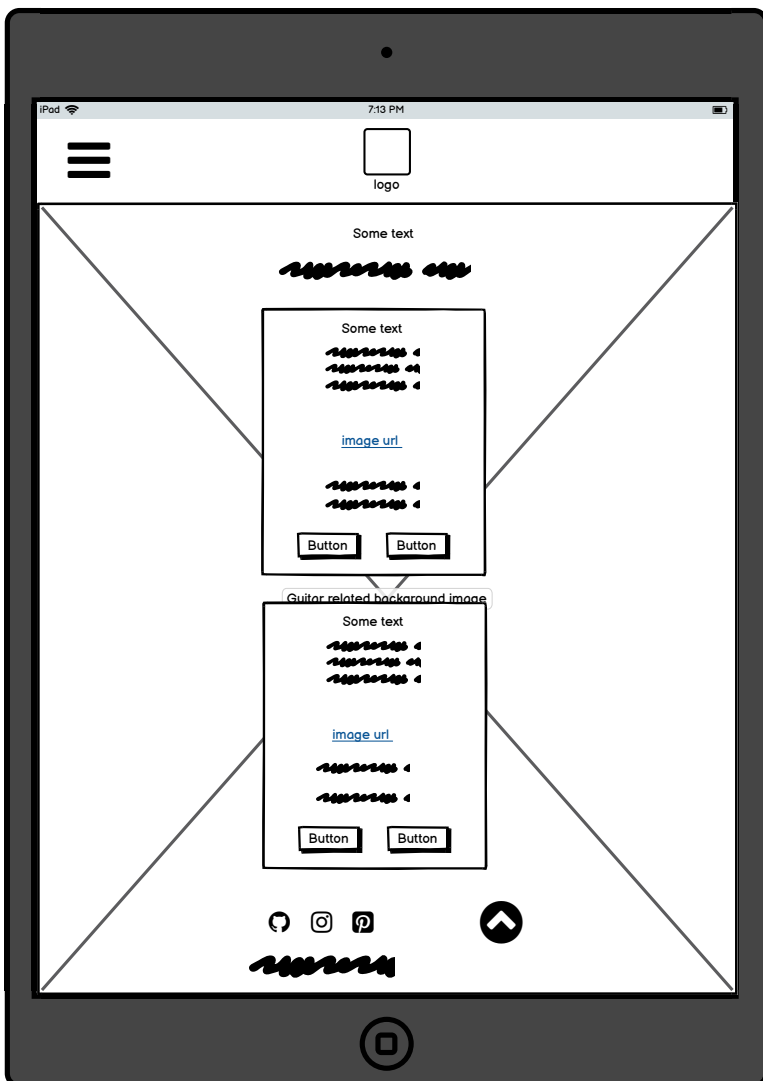 iPad 7:13 PM
logo
Some text
Some text
image url
Button Button
Guitar related background image
Some text
image url
Button Button